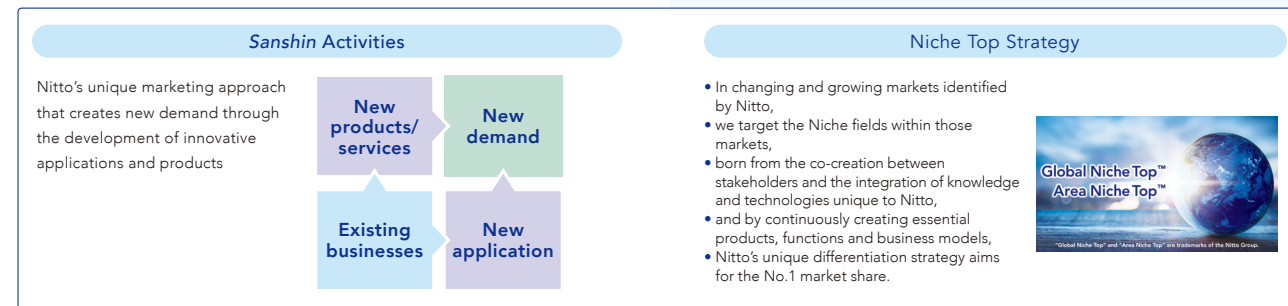 Sanshin Activities
Nitto’s unique marketing approach
that creates new demand through
the development of innovative
applications and products
New
products/
services
New
demand
Existing
businesses
New
application
Niche Top Strategy
• In changing and growing markets identified
by Nitto,
• we target the Niche fields within those
markets,
• born from the co-creation between
stakeholders and the integration of knowledge
and technologies unique to Nitto,
• and by continuously creating essential
products, functions and business models,
• Nitto’s unique differentiation strategy aims
for the No.1 market share.
Global Niche Top™
Area Niche Top™
"Global Niche Top" and "Area Niche Top" are trademarks of the Nitto Group.